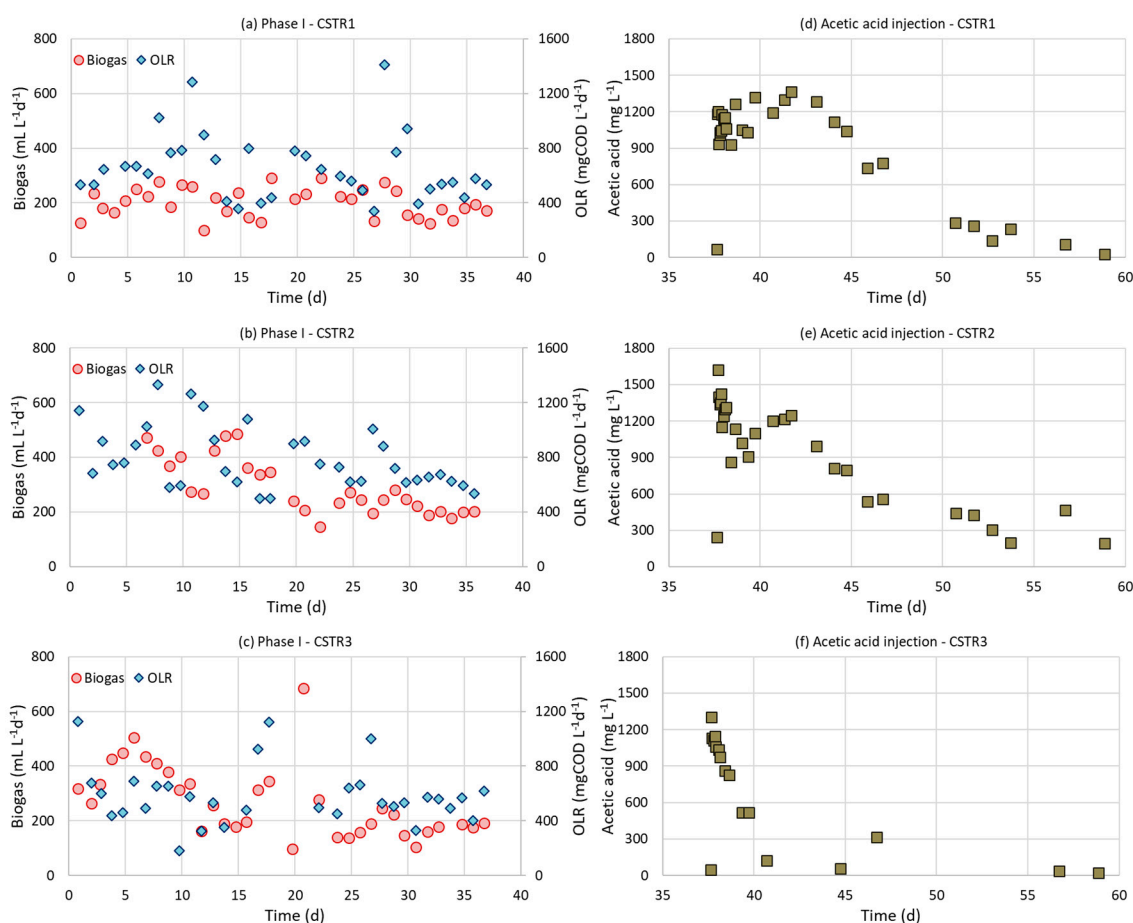 (a) Phase I - CSTR1
800
600
400
200
0
1600
1200
800
400
0
Biogas
OLR
Biogas (mL L⁻¹d⁻¹)
OLR (mgCOD L⁻¹d⁻¹)
0 5 10 15 20 25 30 35 40
Time (d)
(d) Acetic acid injection - CSTR1
1800
1500
1200
900
600
300
0
Acetic acid (mg L⁻¹)
35 40 45 50 55 60
Time (d)
(b) Phase I - CSTR2
800
600
400
200
0
1600
1200
800
400
0
Biogas
OLR
Biogas (mL L⁻¹d⁻¹)
OLR (mgCOD L⁻¹d⁻¹)
0 5 10 15 20 25 30 35 40
Time (d)
(e) Acetic acid injection - CSTR2
1800
1500
1200
900
600
300
0
Acetic acid (mg L⁻¹)
35 40 45 50 55 60
Time (d)
(c) Phase I - CSTR3
800
600
400
200
0
1600
1200
800
400
0
Biogas
OLR
Biogas (mL L⁻¹d⁻¹)
OLR (mgCOD L⁻¹d⁻¹)
0 5 10 15 20 25 30 35 40
Time (d)
(f) Acetic acid injection - CSTR3
1800
1500
1200
900
600
300
0
Acetic acid (mg L⁻¹)
35 40 45 50 55 60
Time (d)